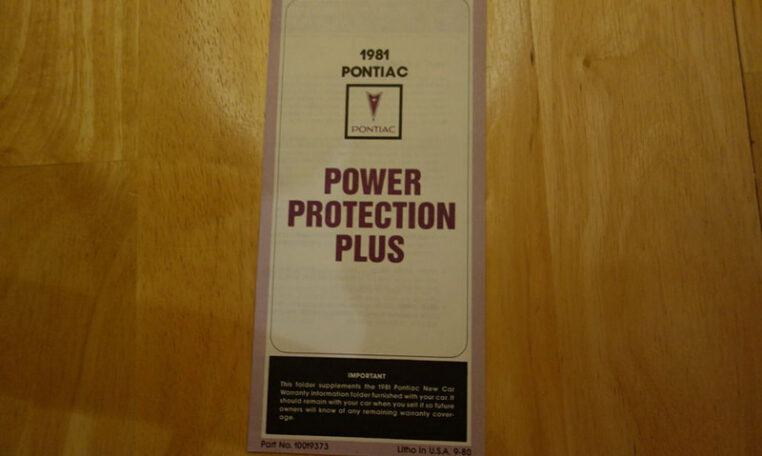 1981
PONTIAC
PONTIAC
POWER
PROTECTION
PLUS
IMPORTANT
This folder supplements the 1981 Pontiac New Car
Warranty Information folder furnished with your car. It
should remain with your car when you sell it so future
owners will know of any remaining warranty cover-
age.
Part No. 10019373
Litho in U.S.A. 9-80